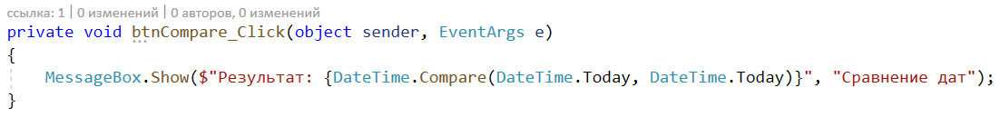 ссылка: 1 | 0 изменений | 0 авторов, 0 изменений
private void btnCompare_Click(object sender, EventArgs e)
{
    MessageBox.Show($"Результат: {DateTime.Compare(DateTime.Today, DateTime.Today)}", "Сравнение дат");
}